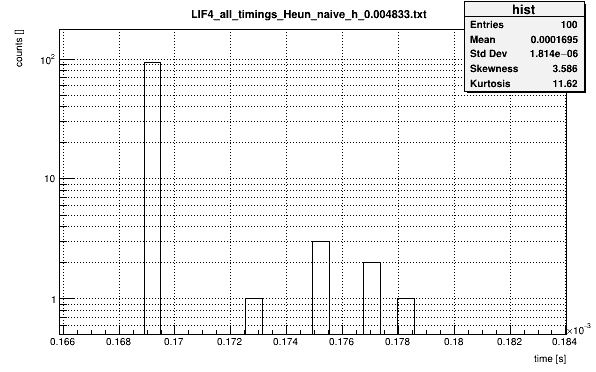 LIF4_all_timings_Heun_naive_h_0.004833.txt
hist
Entries 100
Mean 0.0001695
Std Dev 1.814e−06
Skewness 3.586
Kurtosis 11.62
counts []
10²
10
1
0.166 0.168 0.17 0.172 0.174 0.176 0.178 0.18 0.182 0.184
×10⁻³
time [s]